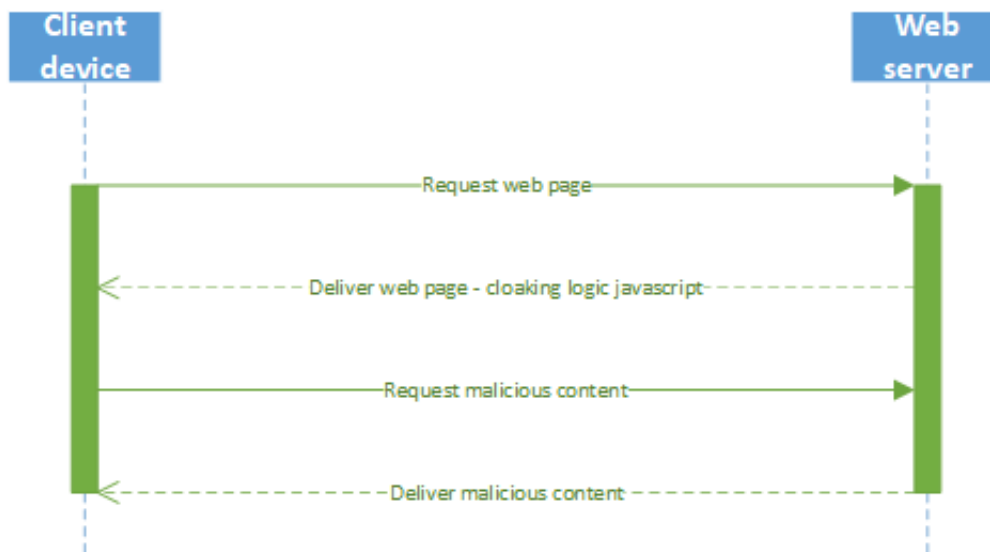 Client
device
Web
server
Request web page
Deliver web page - cloaking logic javascript
Request malicious content
Deliver malicious content